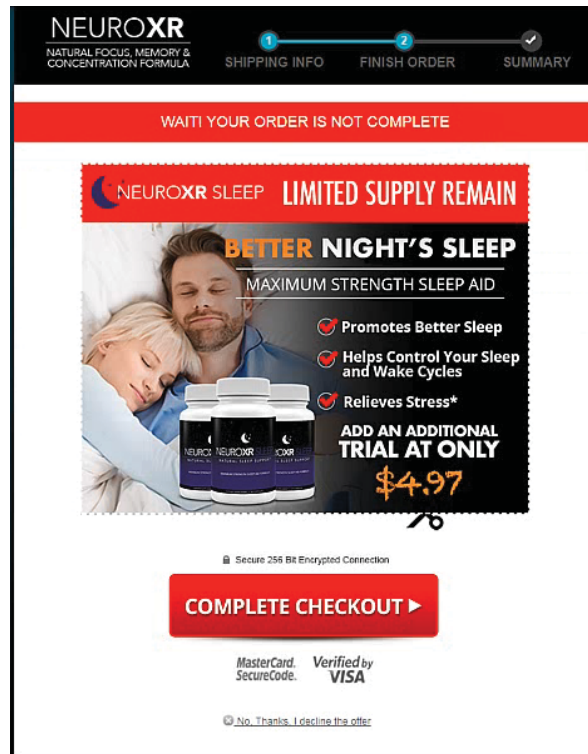 NEUROXR
NATURAL FOCUS, MEMORY &
CONCENTRATION FORMULA
1
2
SHIPPING INFO
FINISH ORDER
SUMMARY
WAIT! YOUR ORDER IS NOT COMPLETE
NEUROXR SLEEP LIMITED SUPPLY REMAIN
BETTER NIGHT'S SLEEP
MAXIMUM STRENGTH SLEEP AID
Promotes Better Sleep
Helps Control Your Sleep
and Wake Cycles
Relieves Stress*
NEUROXR SLEEP
ADD AN ADDITIONAL
TRIAL AT ONLY
$4.97
Secure 256 Bit Encrypted Connection
COMPLETE CHECKOUT
MasterCard.
SecureCode.
Verified by
VISA
No, Thanks, I decline the offer